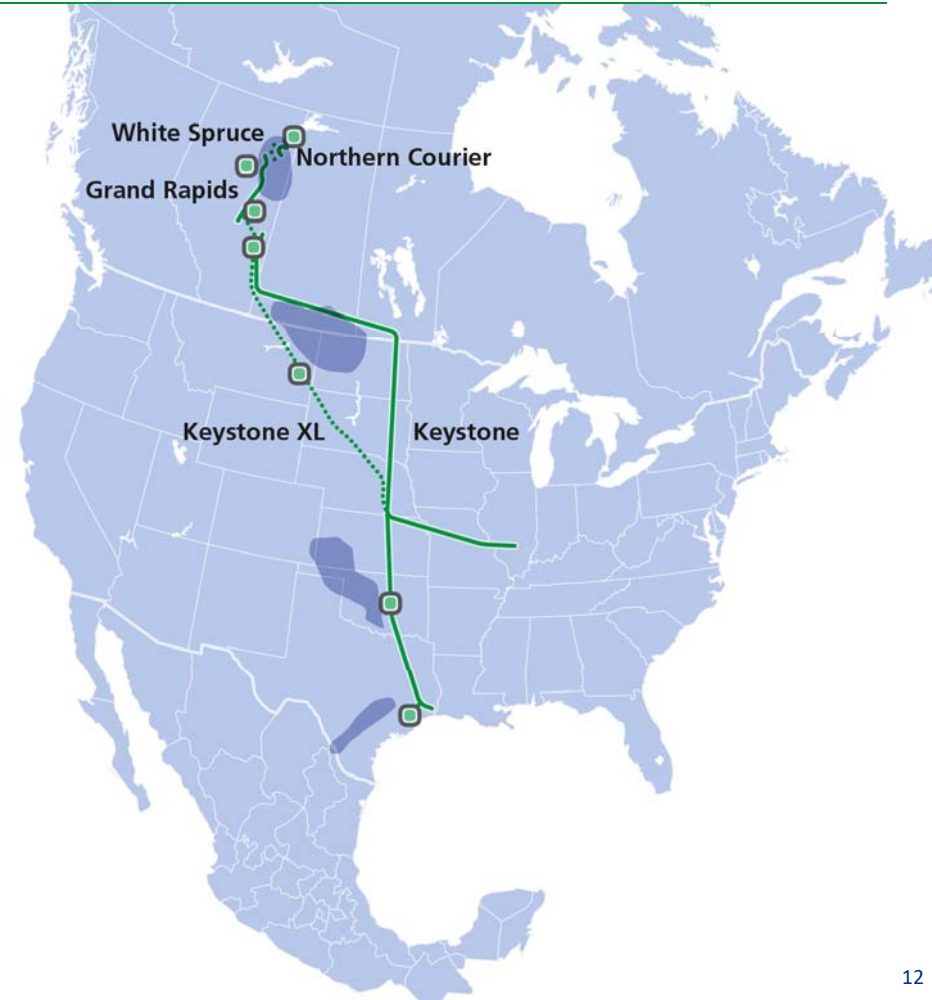 White Spruce
Northern Courier
Grand Rapids
Keystone XL
Keystone
12